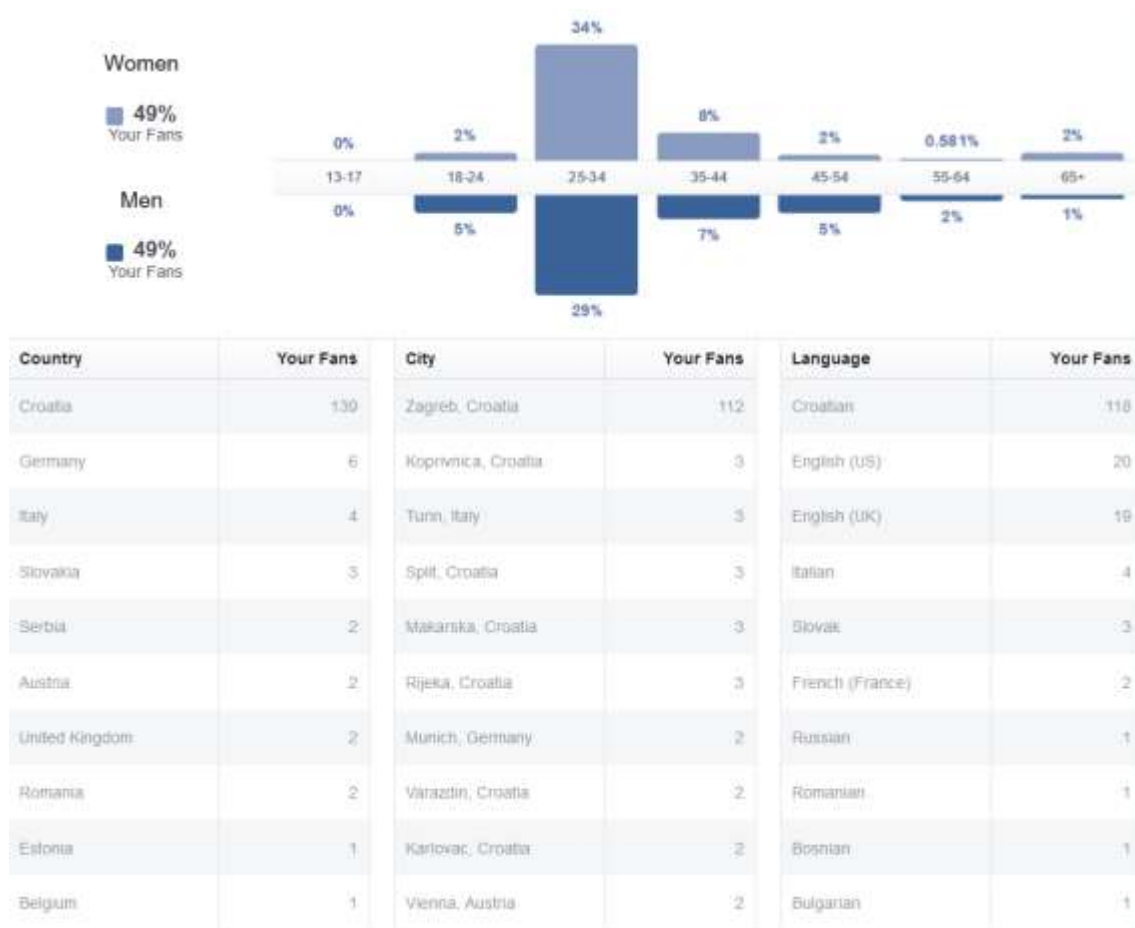 34%
Women
49%
Your Fans
0% 2% 8% 2% 0.581% 2%
13-17 18-24 25-34 35-44 45-54 55-64 65+
Men
0% 5% 7% 5% 2% 1%
49%
Your Fans
29%
Country Your Fans City Your Fans Language Your Fans
Croatia 139 Zagreb, Croatia 112 Croatian 118
Germany 6 Koprivnica, Croatia 3 English (US) 20
Italy 4 Turin, Italy 3 English (UK) 19
Slovakia 3 Split, Croatia 3 Italian 4
Serbia 2 Makarska, Croatia 3 Slovak 3
Austria 2 Rijeka, Croatia 3 French (France) 2
United Kingdom 2 Munich, Germany 2 Russian 1
Romania 2 Varazdin, Croatia 2 Romanian 1
Estonia 1 Karlovac, Croatia 2 Bosnian 1
Belgium 1 Vienna, Austria 2 Bulgarian 1